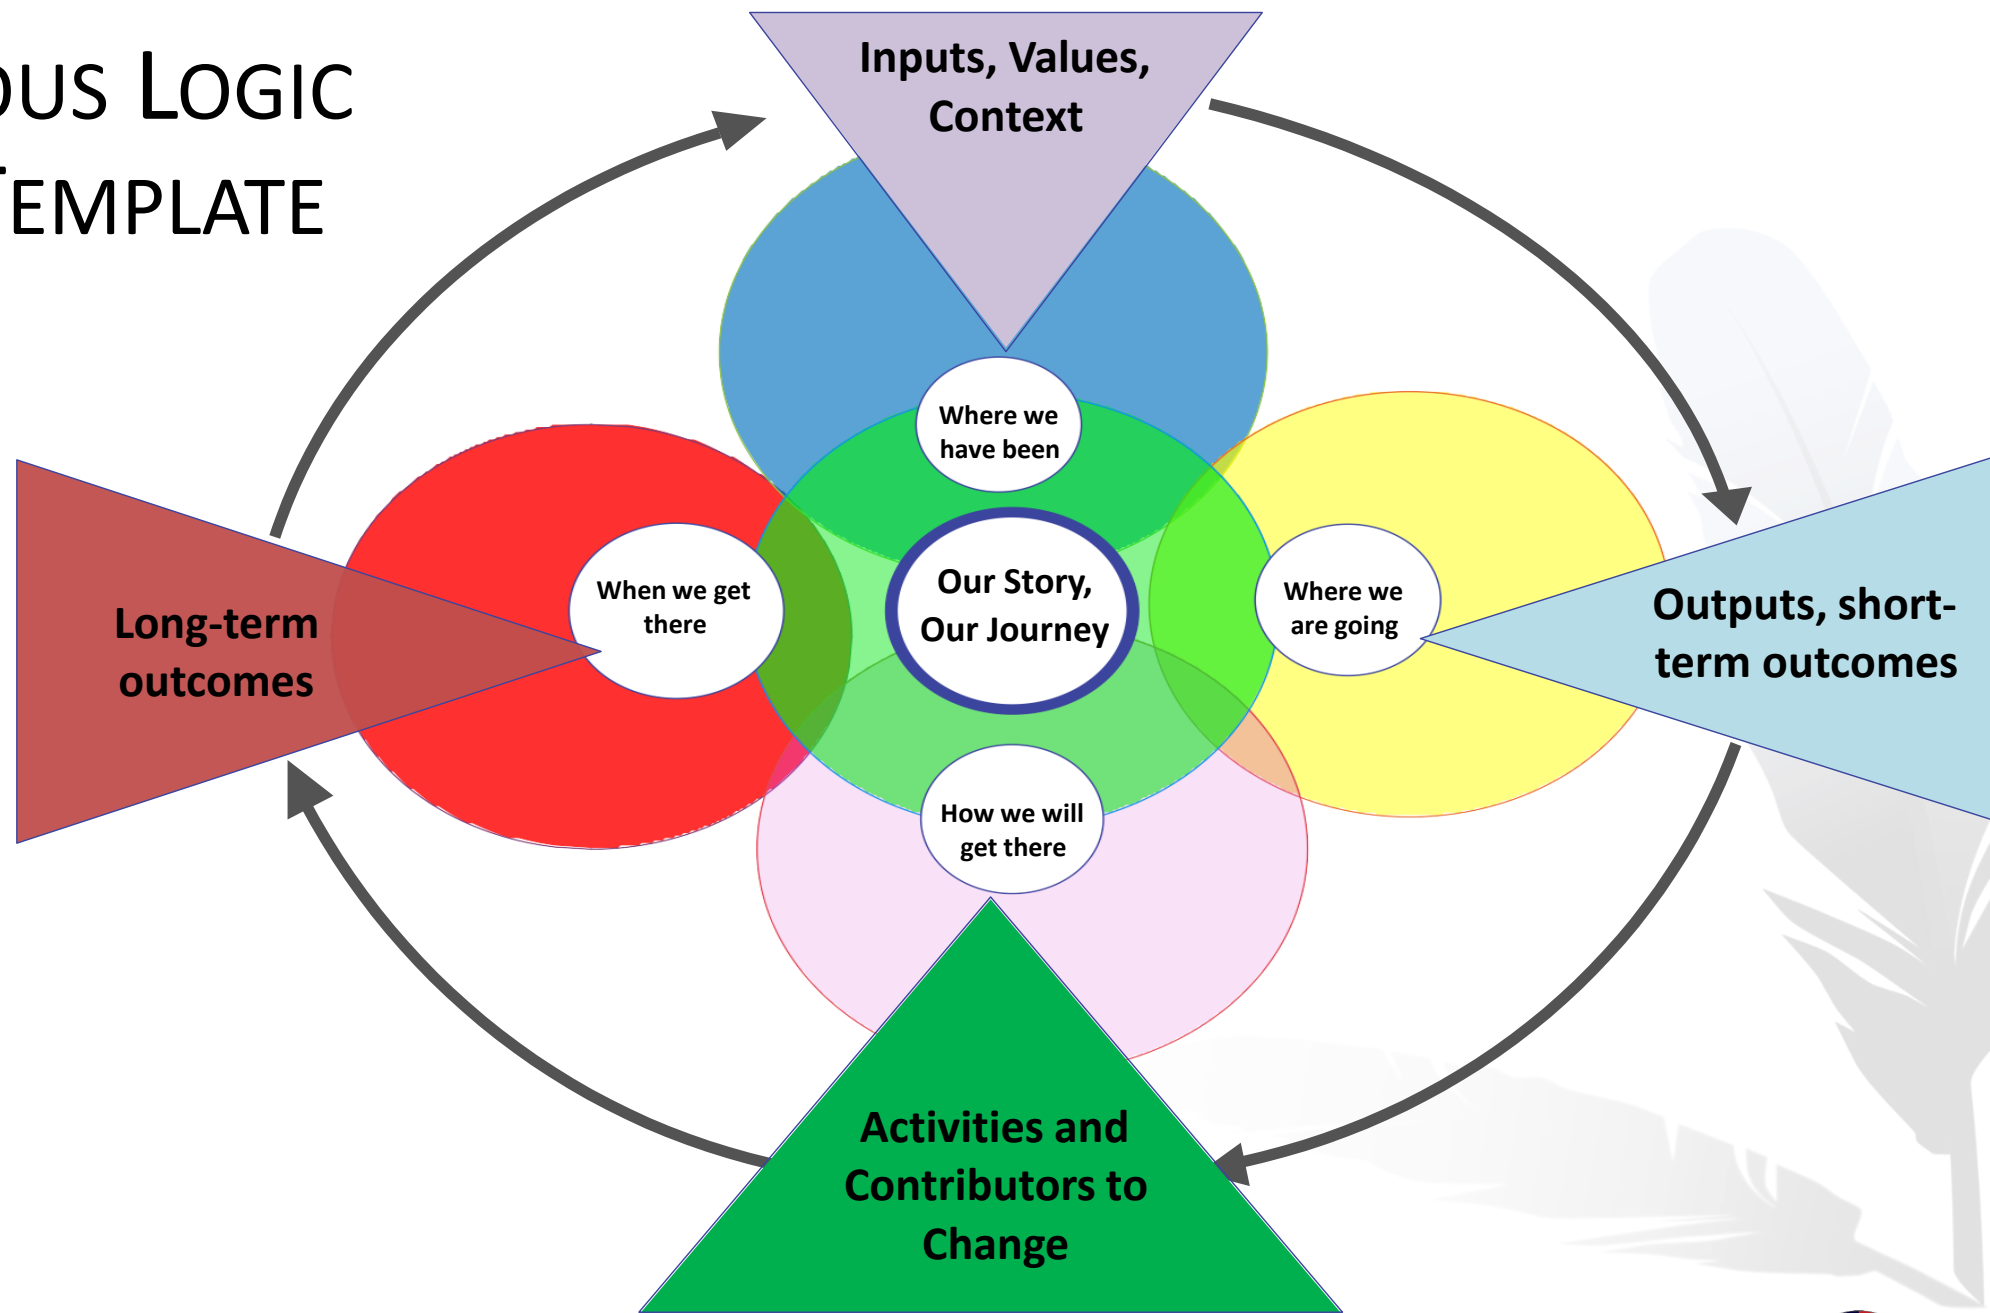 OUS LOGIC
TEMPLATE
Inputs, Values,
Context
Where we
have been
When we get
there
Our Story,
Our Journey
Where we
are going
Long-term
outcomes
Outputs, short-
term outcomes
How we will
get there
Activities and
Contributors to
Change